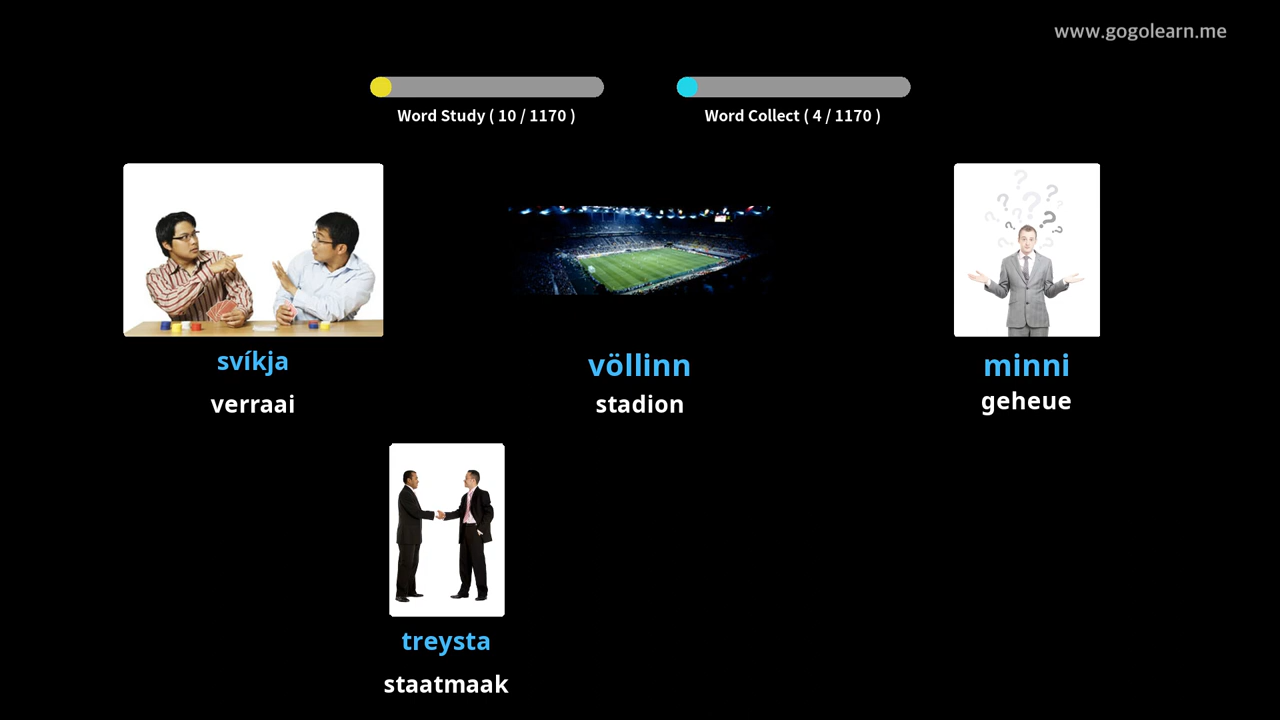 www.gogolearn.me
Word Study ( 10 / 1170 )
Word Collect ( 4 / 1170 )
svíkja
verraai
völlinn
stadion
minni
geheue
treysta
staatmaak